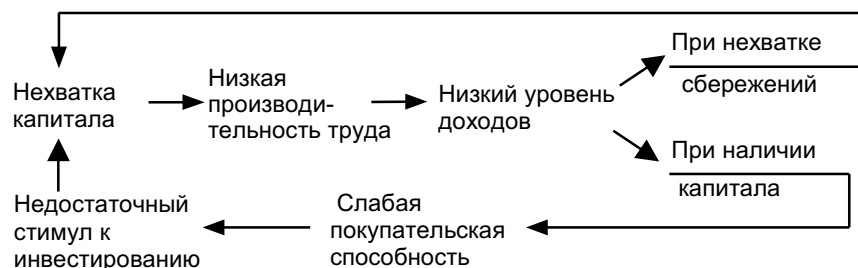 Нехватка
капитала
Низкая
производи-
тельность труда
Низкий уровень
доходов
При нехватке
сбережений
При наличии
капитала
Слабая
покупательская
способность
Недостаточный
стимул к
инвестированию